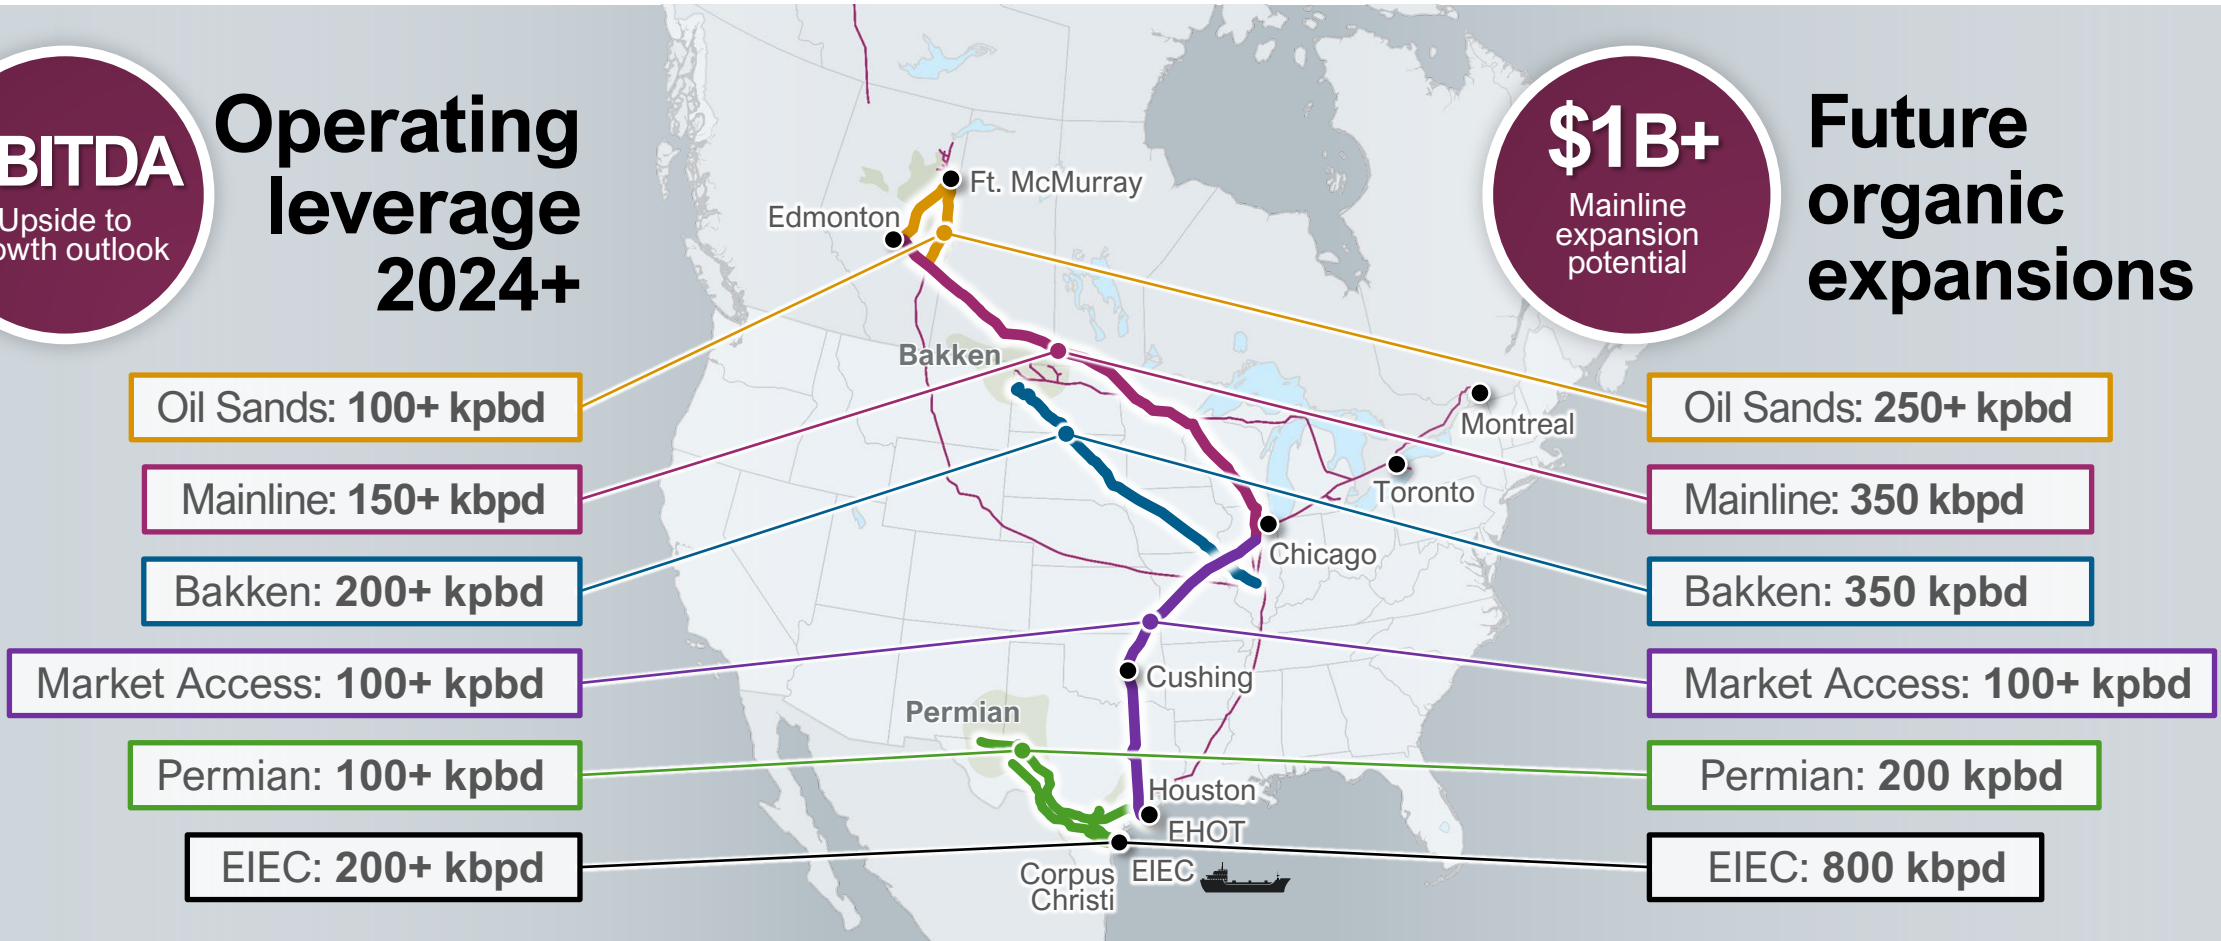 BITDA
Upside to
owth outlook
Operating
leverage
2024+
Oil Sands: 100+ kpbd
Mainline: 150+ kbpd
Bakken: 200+ kpbd
Market Access: 100+ kpbd
Permian: 100+ kpbd
EIEC: 200+ kbpd
Ft. McMurray
Edmonton
Bakken
Montreal
Toronto
Chicago
Cushing
Permian
Houston
EHOT
EIEC
Corpus
Christi
$1B+
Mainline
expansion
potential
Future
organic
expansions
Oil Sands: 250+ kpbd
Mainline: 350 kbpd
Bakken: 350 kpbd
Market Access: 100+ kpbd
Permian: 200 kpbd
EIEC: 800 kbpd